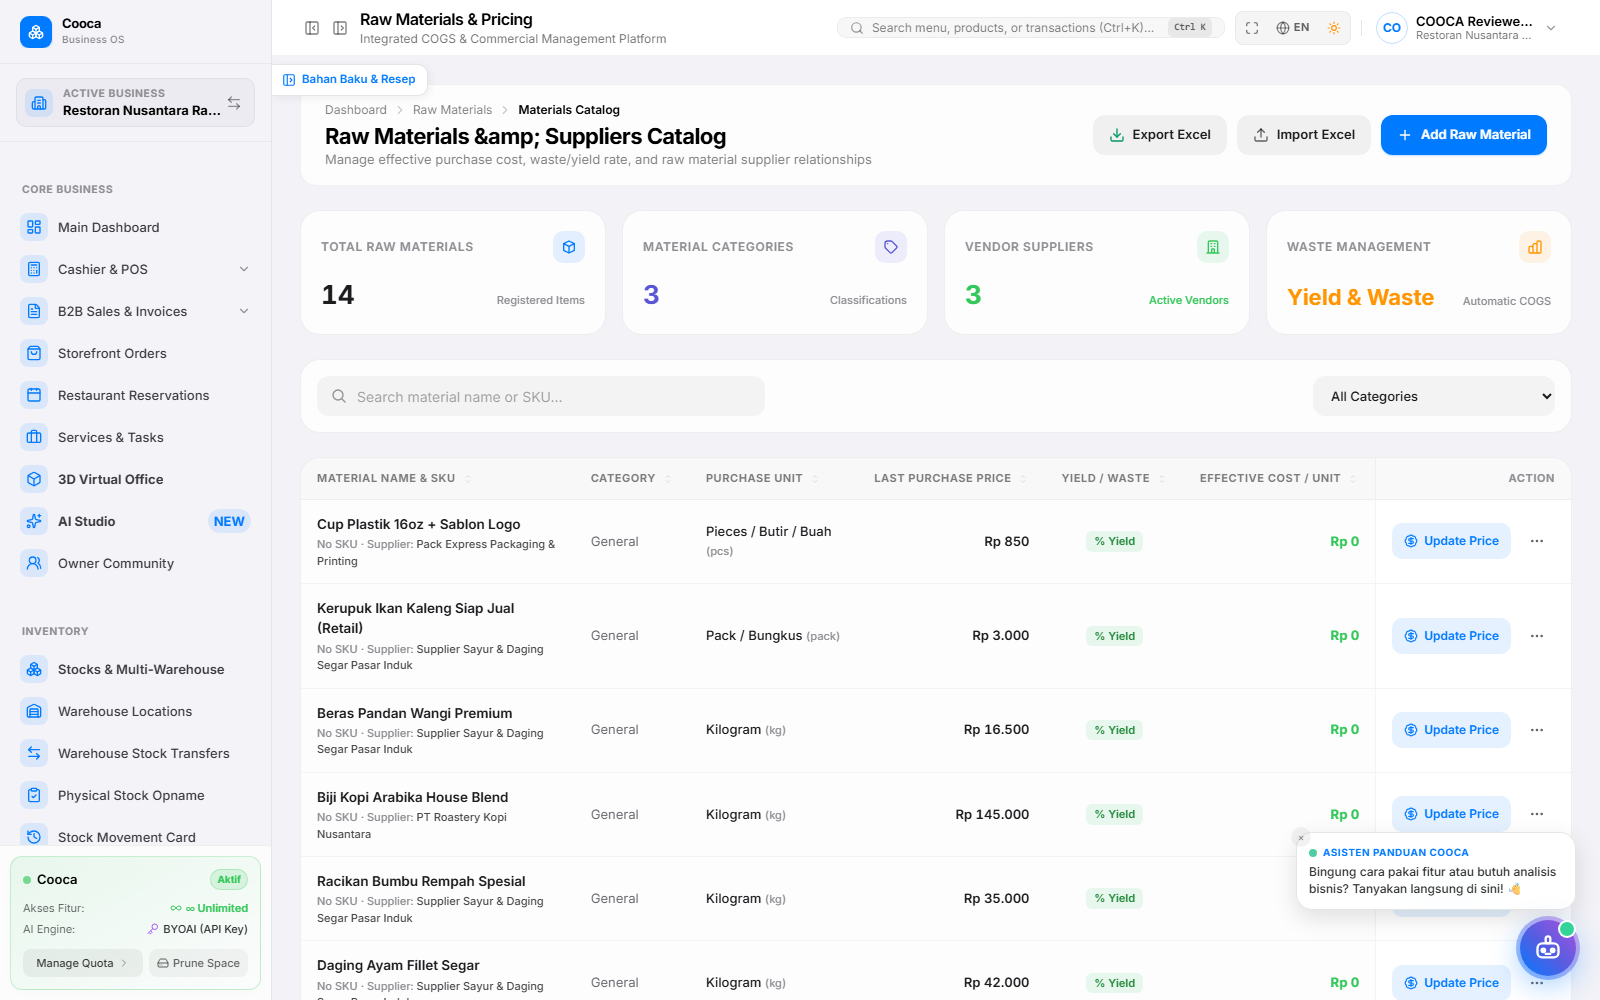 Cooca
Business OS
ACTIVE BUSINESS
Restoran Nusantara Ra...
CORE BUSINESS
Main Dashboard
Cashier & POS
B2B Sales & Invoices
Storefront Orders
Restaurant Reservations
Services & Tasks
3D Virtual Office
AI Studio NEW
Owner Community
INVENTORY
Stocks & Multi-Warehouse
Warehouse Locations
Warehouse Stock Transfers
Physical Stock Opname
Stock Movement Card
Cooca Aktif
Akses Fitur: ∞ Unlimited
AI Engine: BYOAI (API Key)
Manage Quota
Prune Space
Raw Materials & Pricing
Integrated COGS & Commercial Management Platform
Search menu, products, or transactions (Ctrl+K)... Ctrl K
EN
CO
COOCA Reviewe...
Restoran Nusantara ...
Bahan Baku & Resep
Dashboard > Raw Materials > Materials Catalog
Raw Materials &amp; Suppliers Catalog
Manage effective purchase cost, waste/yield rate, and raw material supplier relationships
Export Excel
Import Excel
+ Add Raw Material
TOTAL RAW MATERIALS
14
Registered Items
MATERIAL CATEGORIES
3
Classifications
VENDOR SUPPLIERS
3
Active Vendors
WASTE MANAGEMENT
Yield & Waste
Automatic COGS
Search material name or SKU...
All Categories
MATERIAL NAME & SKU CATEGORY PURCHASE UNIT LAST PURCHASE PRICE YIELD / WASTE EFFECTIVE COST / UNIT ACTION
Cup Plastik 16oz + Sablon Logo
No SKU · Supplier: Pack Express Packaging &
Printing
General
Pieces / Butir / Buah
(pcs)
Rp 850
% Yield
Rp 0
Update Price
Kerupuk Ikan Kaleng Siap Jual
(Retail)
No SKU · Supplier: Supplier Sayur & Daging
Segar Pasar Induk
General
Pack / Bungkus (pack)
Rp 3.000
% Yield
Rp 0
Update Price
Beras Pandan Wangi Premium
No SKU · Supplier: Supplier Sayur & Daging
Segar Pasar Induk
General
Kilogram (kg)
Rp 16.500
% Yield
Rp 0
Update Price
Biji Kopi Arabika House Blend
No SKU · Supplier: PT Roastery Kopi
Nusantara
General
Kilogram (kg)
Rp 145.000
% Yield
Rp 0
Update Price
Racikan Bumbu Rempah Spesial
No SKU · Supplier: Supplier Sayur & Daging
Segar Pasar Induk
General
Kilogram (kg)
Rp 35.000
% Yield
Daging Ayam Fillet Segar
No SKU · Supplier: Supplier Sayur & Daging
General
Kilogram (kg)
Rp 42.000
% Yield
Rp 0
Update Price
ASISTEN PANDUAN COOCA
Bingung cara pakai fitur atau butuh analisis
bisnis? Tanyakan langsung di sini! 👋